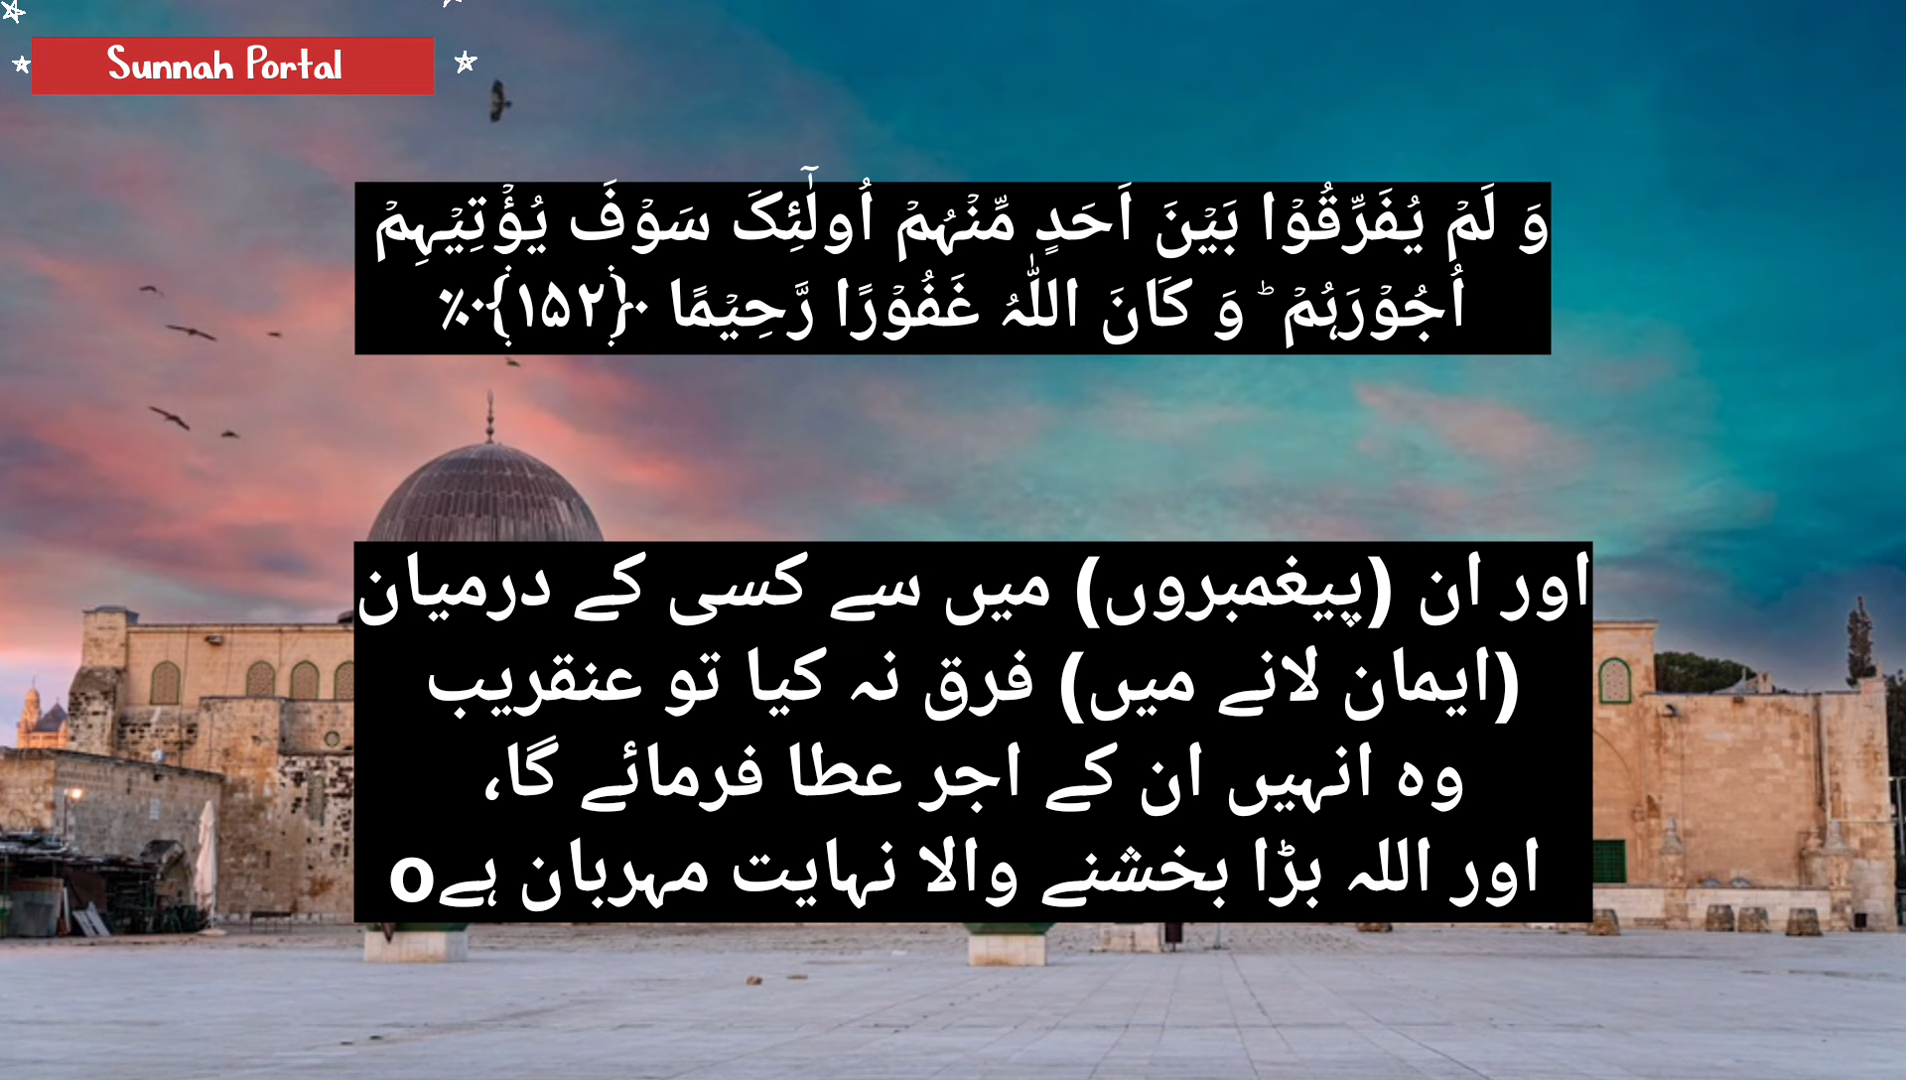 Sunnah Portal
وَ لَمۡ یُفَرِّقُوۡا بَیۡنَ اَحَدٍ مِّنۡہُمۡ اُولٰٓئِکَ سَوۡفَ یُؤۡتِیۡہِمۡ
اُجُوۡرَہُمۡ ؕ وَ کَانَ اللّٰہُ غَفُوۡرًا رَّحِیۡمًا ﴿۱۵۲﴾٪
اور ان (پیغمبروں) میں سے کسی کے درمیان
(ایمان لانے میں) فرق نہ کیا تو عنقریب
وہ انہیں ان کے اجر عطا فرمائے گا،
اور اللہ بڑا بخشنے والا نہایت مہربان ہےo